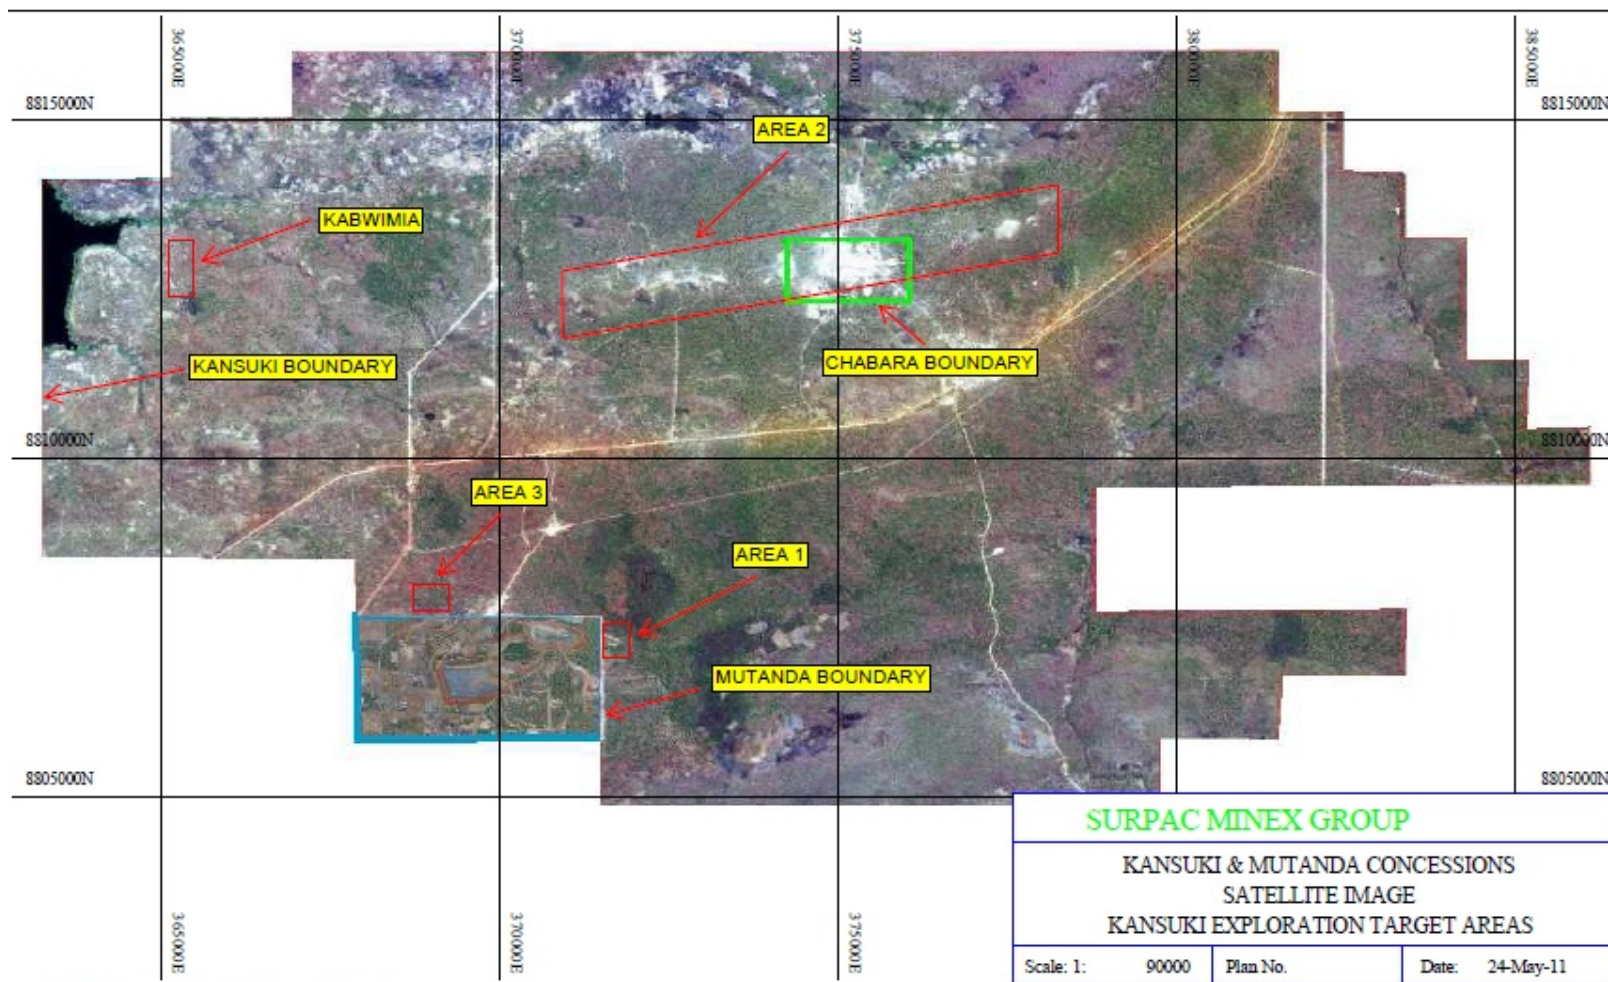 365000E
370000E
375000E
380000E
385000E
8815000N
8815000N
AREA 2
KABWIMIA
KANSUKI BOUNDARY
CHABARA BOUNDARY
8810000N
8810000N
AREA 3
AREA 1
MUTANDA BOUNDARY
8805000N
8805000N
365000E
370000E
375000E
SURPAC MINEX GROUP
KANSUKI & MUTANDA CONCESSIONS
SATELLITE IMAGE
KANSUKI EXPLORATION TARGET AREAS
Scale: 1: 90000 Plan No. Date: 24-May-11